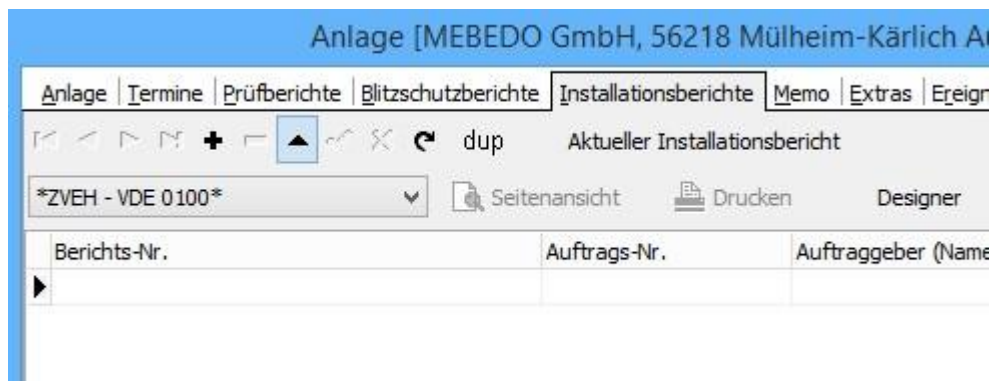 Anlage [MEBEDO GmbH, 56218 Mülheim-Kärlich
Anlage Termine Prüfberichte Blitzschutzberichte Installationsberichte Memo Extras Ereign
dup Aktueller Installationsbericht
*ZVEH - VDE 0100* Seitenansicht Drucken Designer
Berichts-Nr. Auftrags-Nr. Auftraggeber (Name